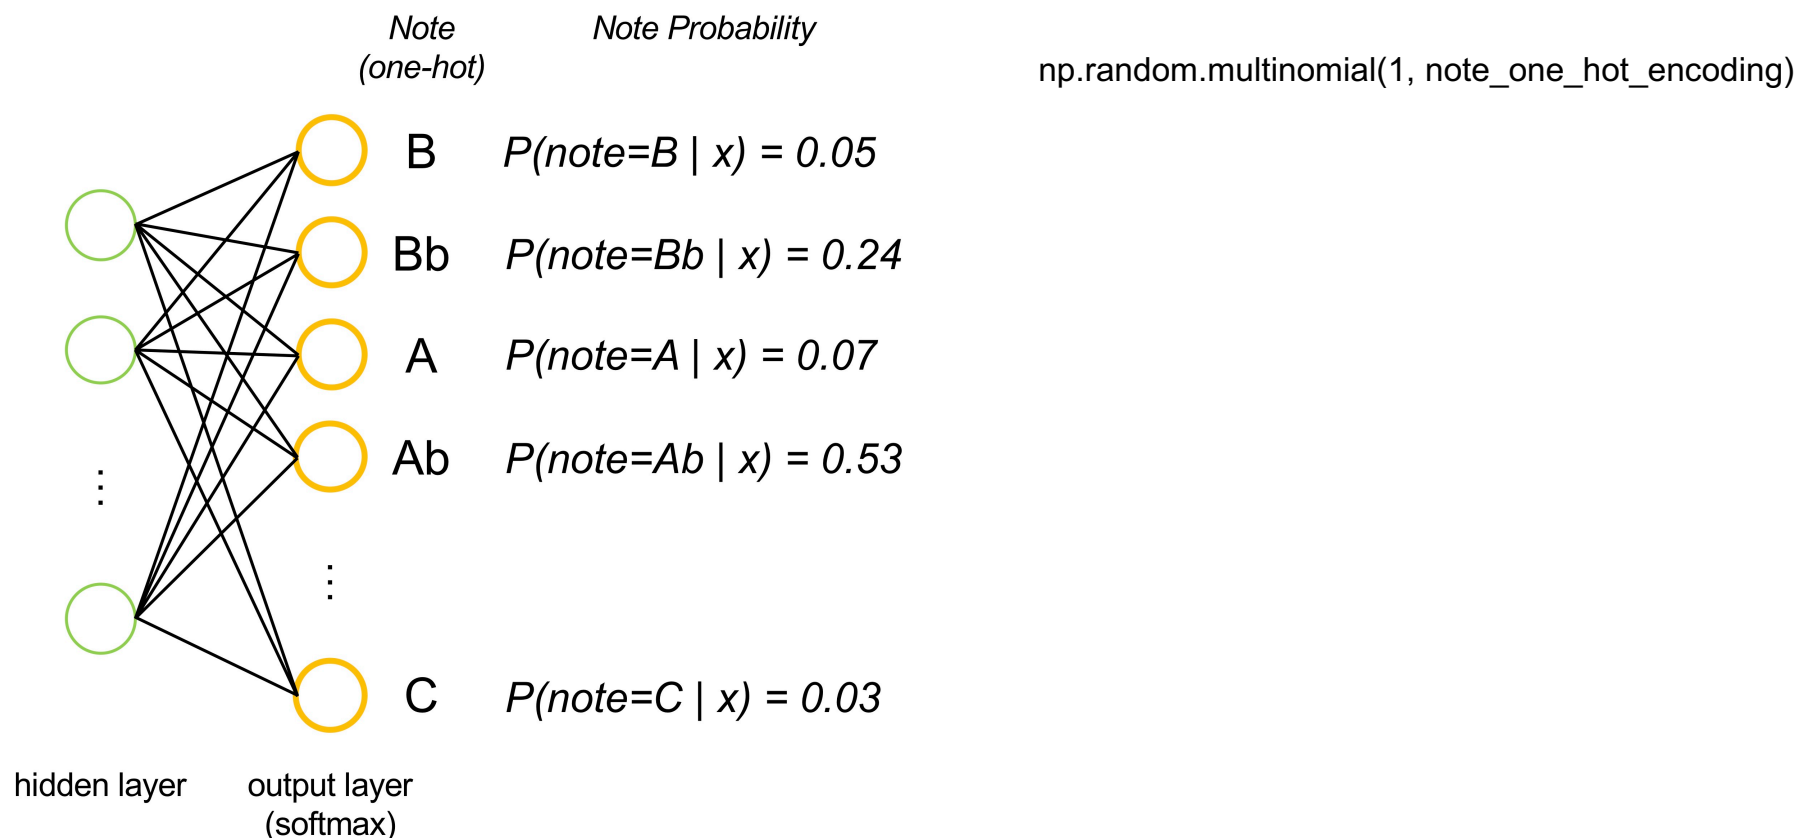 Note
(one-hot)
Note Probability
np.random.multinomial(1, note_one_hot_encoding)
B P(note=B | x) = 0.05
Bb P(note=Bb | x) = 0.24
A P(note=A | x) = 0.07
Ab P(note=Ab | x) = 0.53
⋮
⋮
C P(note=C | x) = 0.03
hidden layer
output layer
(softmax)